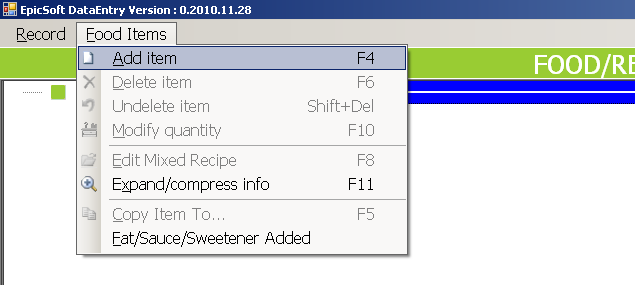 EpicSoft DataEntry Version : 0.2010.11.28
Record Food Items
FOOD/RE
Add item F4
Delete item F6
Undelete item Shift+Del
Modify quantity F10
Edit Mixed Recipe F8
Expand/compress info F11
Copy Item To... F5
Fat/Sauce/Sweetener Added